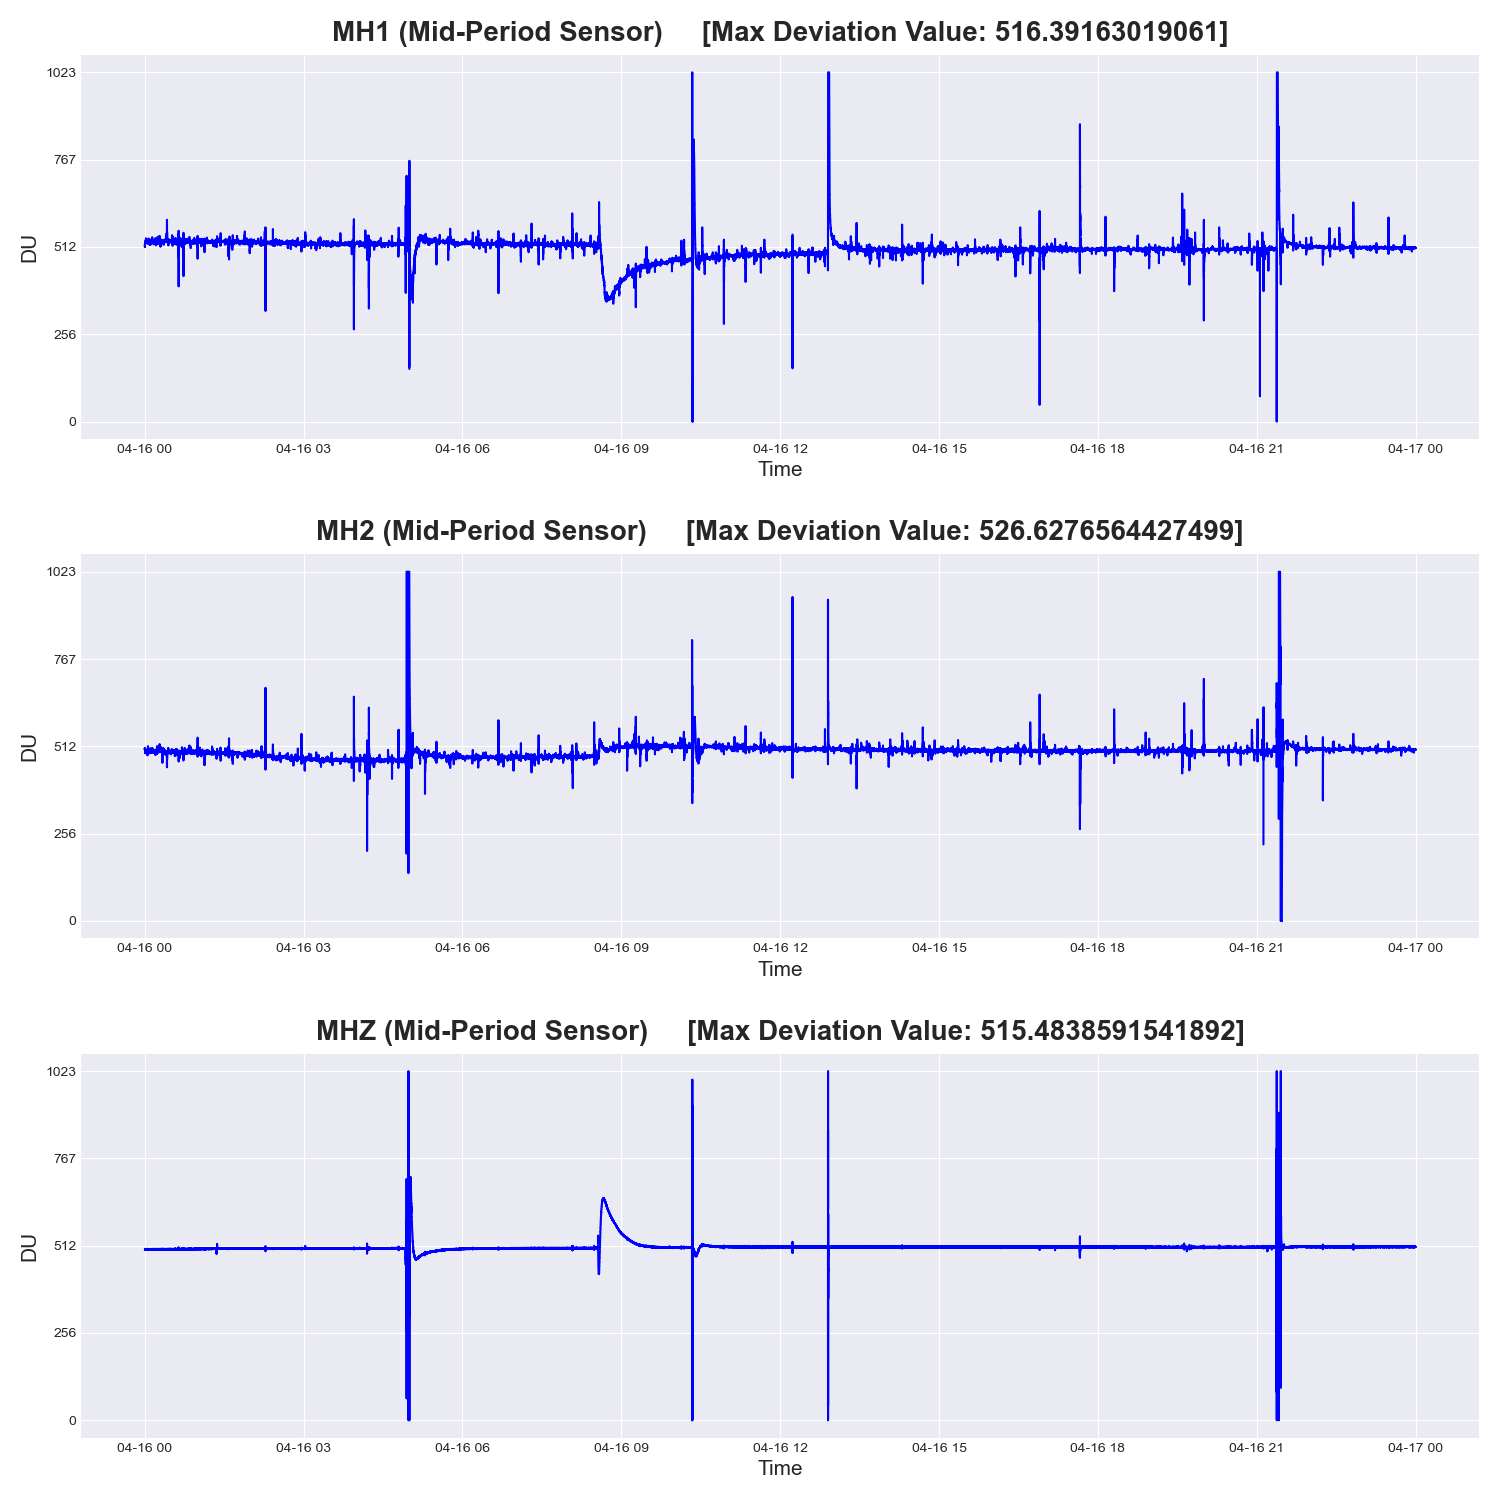 MH1 (Mid-Period Sensor) [Max Deviation Value: 516.39163019061]
1023
767
DU
512
256
0
04-16 00 04-16 03 04-16 06 04-16 09 04-16 12 04-16 15 04-16 18 04-16 21 04-17 00
Time
MH2 (Mid-Period Sensor) [Max Deviation Value: 526.6276564427499]
1023
767
DU
512
256
0
04-16 00 04-16 03 04-16 06 04-16 09 04-16 12 04-16 15 04-16 18 04-16 21 04-17 00
Time
MHZ (Mid-Period Sensor) [Max Deviation Value: 515.4838591541892]
1023
767
DU
512
256
0
04-16 00 04-16 03 04-16 06 04-16 09 04-16 12 04-16 15 04-16 18 04-16 21 04-17 00
Time